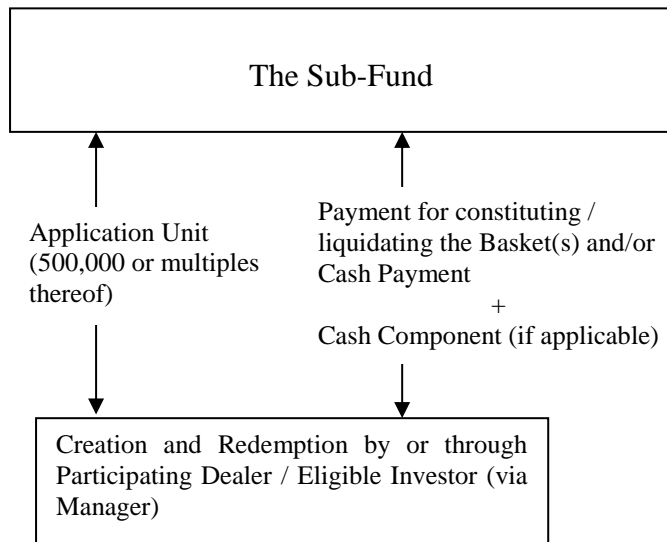 The Sub-Fund
Application Unit
(500,000 or multiples
thereof)
Payment for constituting /
liquidating the Basket(s) and/or
Cash Payment
+
Cash Component (if applicable)
Creation and Redemption by or through
Participating Dealer / Eligible Investor (via
Manager)